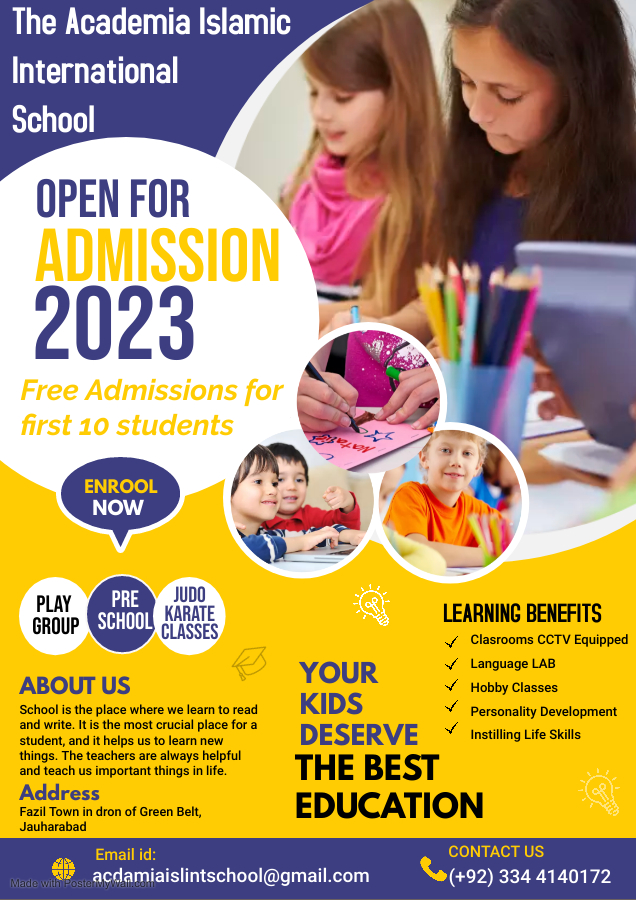 The Academia Islamic
International
School
OPEN FOR
ADMISSION
2023
Free Admissions for
first 10 students
ENROOL
NOW
PLAY
GROUP
PRE
SCHOOL
JUDO
KARATE
CLASSES
LEARNING BENEFITS
Clasrooms CCTV Equipped
Language LAB
Hobby Classes
Personality Development
Instilling Life Skills
YOUR
KIDS
DESERVE
THE BEST
EDUCATION
ABOUT US
School is the place where we learn to read
and write. It is the most crucial place for a
student, and it helps us to learn new
things. The teachers are always helpful
and teach us important things in life.
Address
Fazil Town in dron of Green Belt,
Jauharabad
Email id:
acdamiaislintschool@gmail.com
CONTACT US
(+92) 334 4140172
Made with PosterMyWall.com